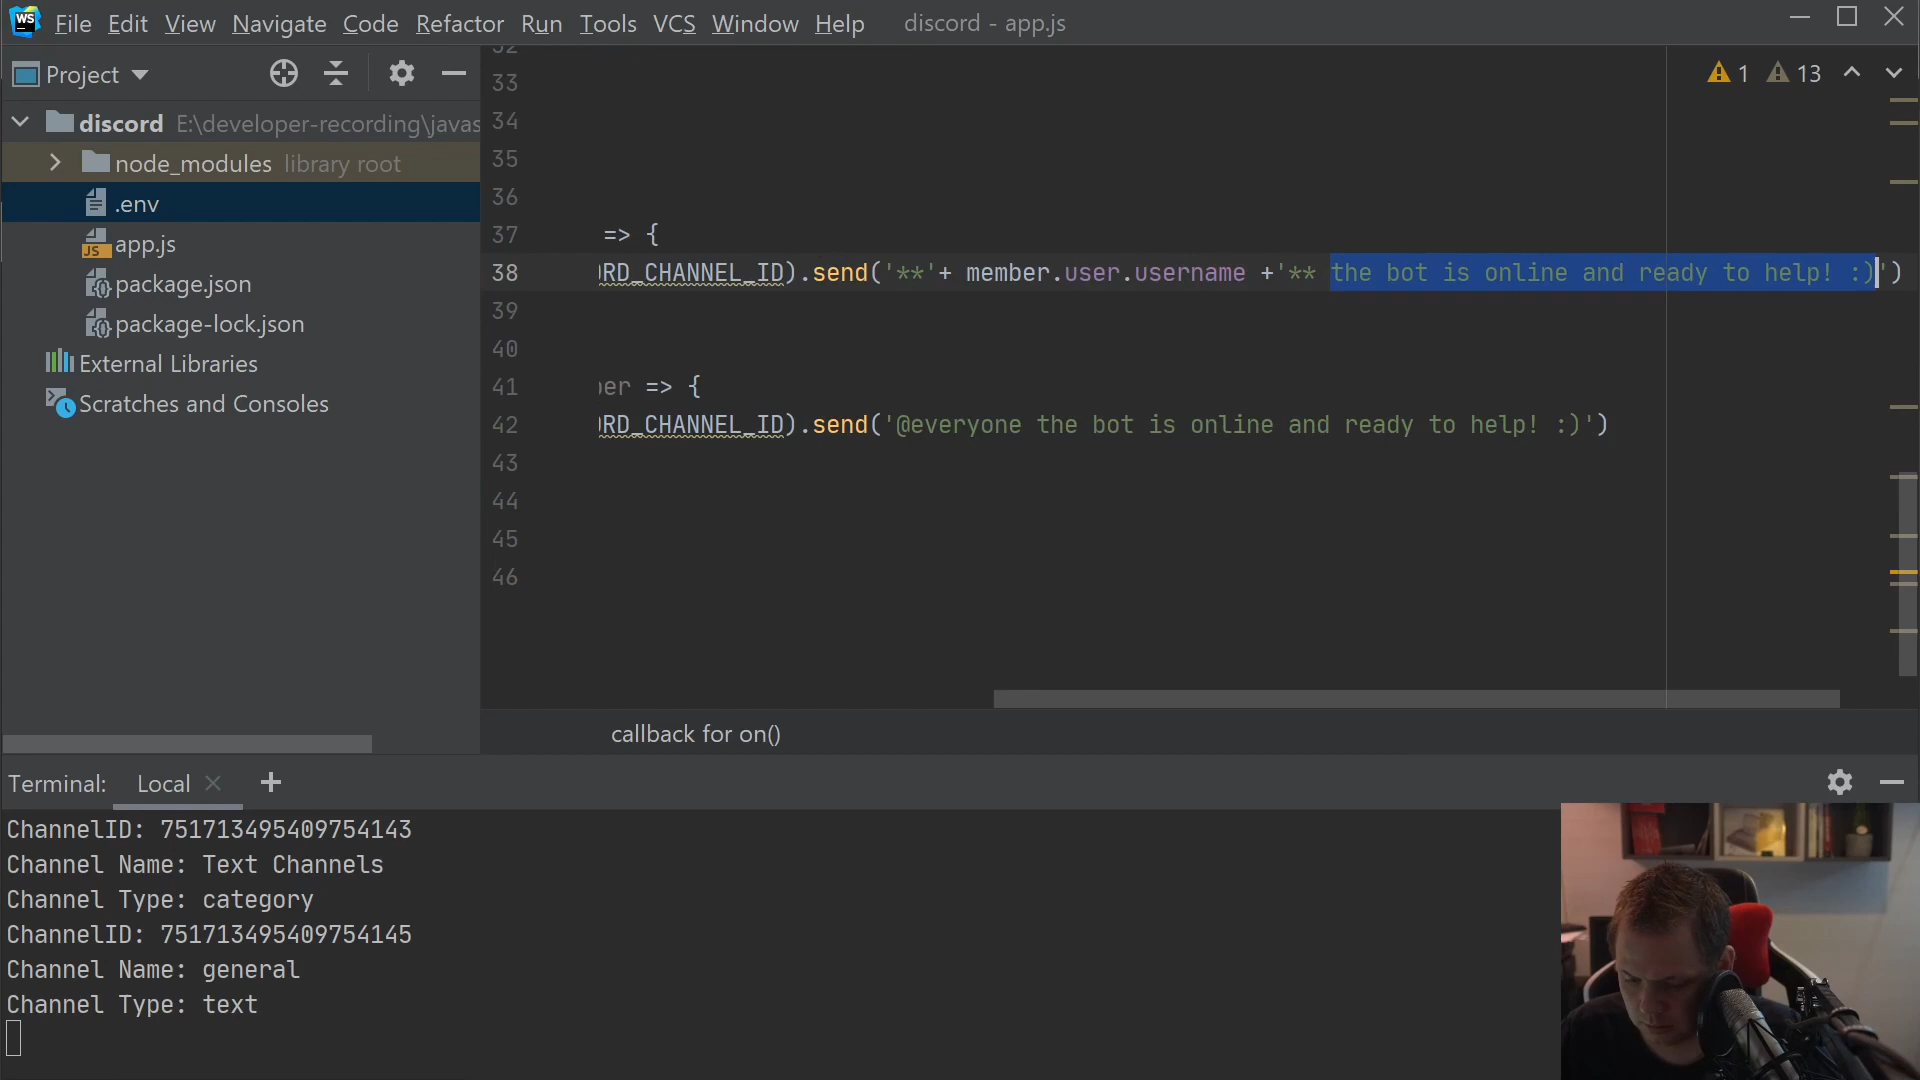 WS File Edit View Navigate Code Refactor Run Tools VCS Window Help discord - app.js
Project
1 13
discord E:\developer-recording\javas
node_modules library root
.env
JS app.js
package.json
package-lock.json
External Libraries
Scratches and Consoles
32
33
34
35
36
37 => {
38 RD_CHANNEL_ID).send('**'+ member.user.username +'** the bot is online and ready to help! :)')
39
40
41 er => {
42 RD_CHANNEL_ID).send('@everyone the bot is online and ready to help! :)')
43
44
45
46
callback for on()
Terminal: Local
ChannelID: 751713495409754143
Channel Name: Text Channels
Channel Type: category
ChannelID: 751713495409754145
Channel Name: general
Channel Type: text